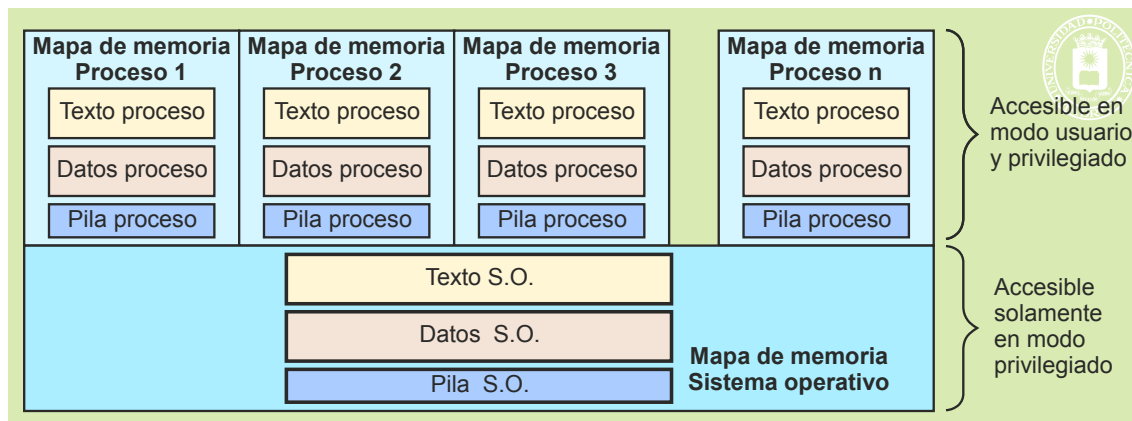 Mapa de memoria
Proceso 1
Texto proceso
Datos proceso
Pila proceso
Mapa de memoria
Proceso 2
Texto proceso
Datos proceso
Pila proceso
Mapa de memoria
Proceso 3
Texto proceso
Datos proceso
Pila proceso
Mapa de memoria
Proceso n
Texto proceso
Datos proceso
Pila proceso
Accesible en
modo usuario
y privilegiado
Texto S.O.
Datos S.O.
Pila S.O.
Mapa de memoria
Sistema operativo
Accesible
solamente
en modo
privilegiado
UNIVERSIDAD POLITÉCNICA